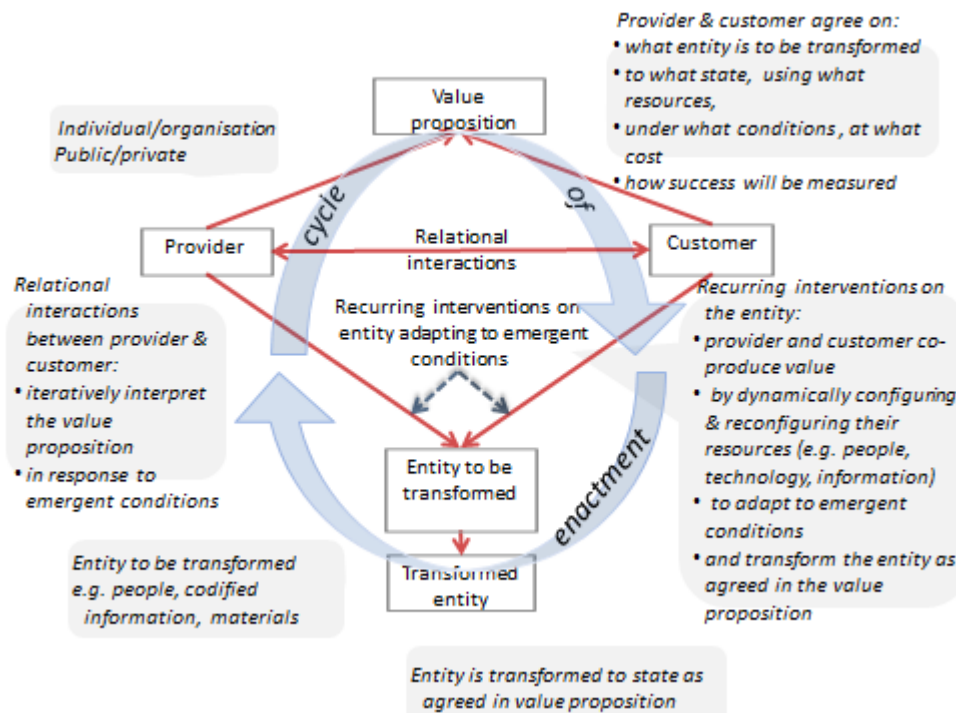 Provider & customer agree on:
• what entity is to be transformed
• to what state, using what
resources,
• under what conditions, at what
cost
• how success will be measured
Value
proposition
Individual/organisation
Public/private
cycle
of
Provider
Relational
interactions
Customer
Relational
interactions
between provider &
customer:
• iteratively interpret
the value
proposition
• in response to
emergent conditions
Recurring interventions on
entity adapting to emergent
conditions
Recurring interventions on
the entity:
• provider and customer co-
produce value
• by dynamically configuring
& reconfiguring their
resources (e.g. people,
technology, information)
• to adapt to emergent
conditions
• and transform the entity as
agreed in the value
proposition
Entity to be
transformed
enactment
Entity to be transformed
e.g. people, codified
information, materials
Transformed
entity
Entity is transformed to state as
agreed in value proposition